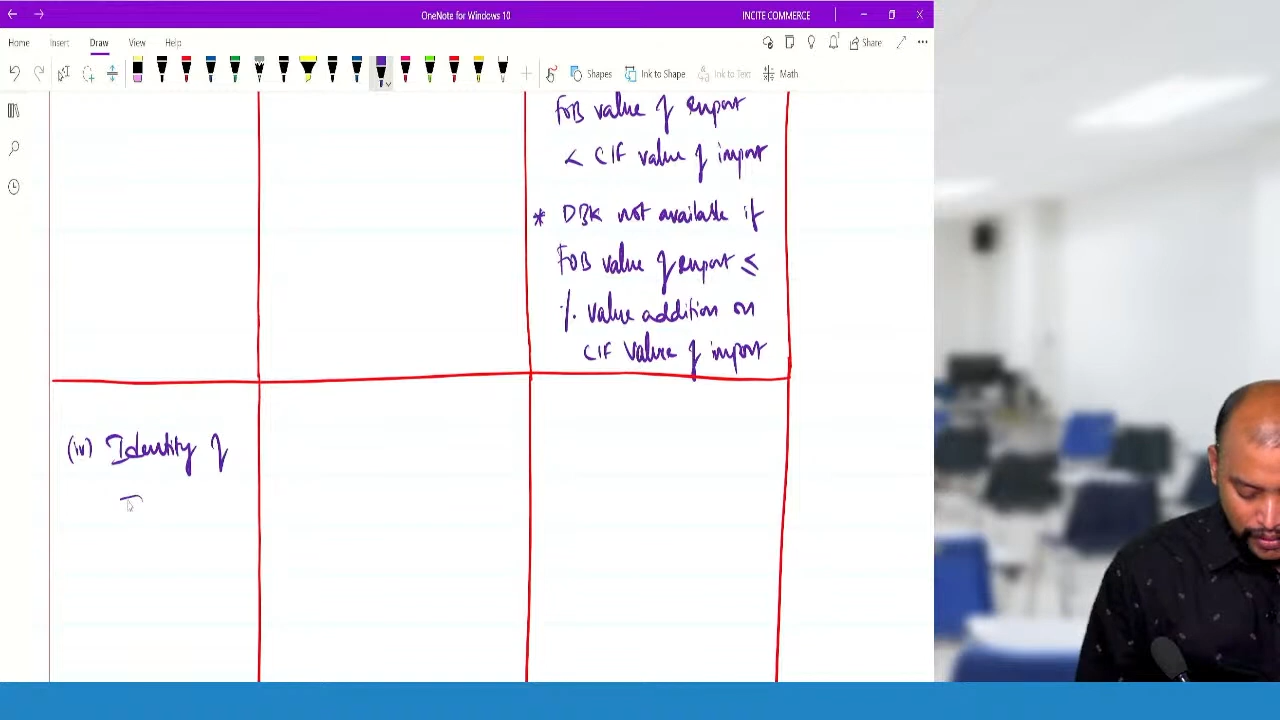 OneNote for Windows 10
INCITE COMMERCE
Home Insert Draw View Help
Share
Shapes
Ink to Shape
Ink to Text
Math
FOB value of export
< CIF value of import
* DBK not available if
FOB value of export ≤
% value addition on
CIF value of import
(iv) Identity of